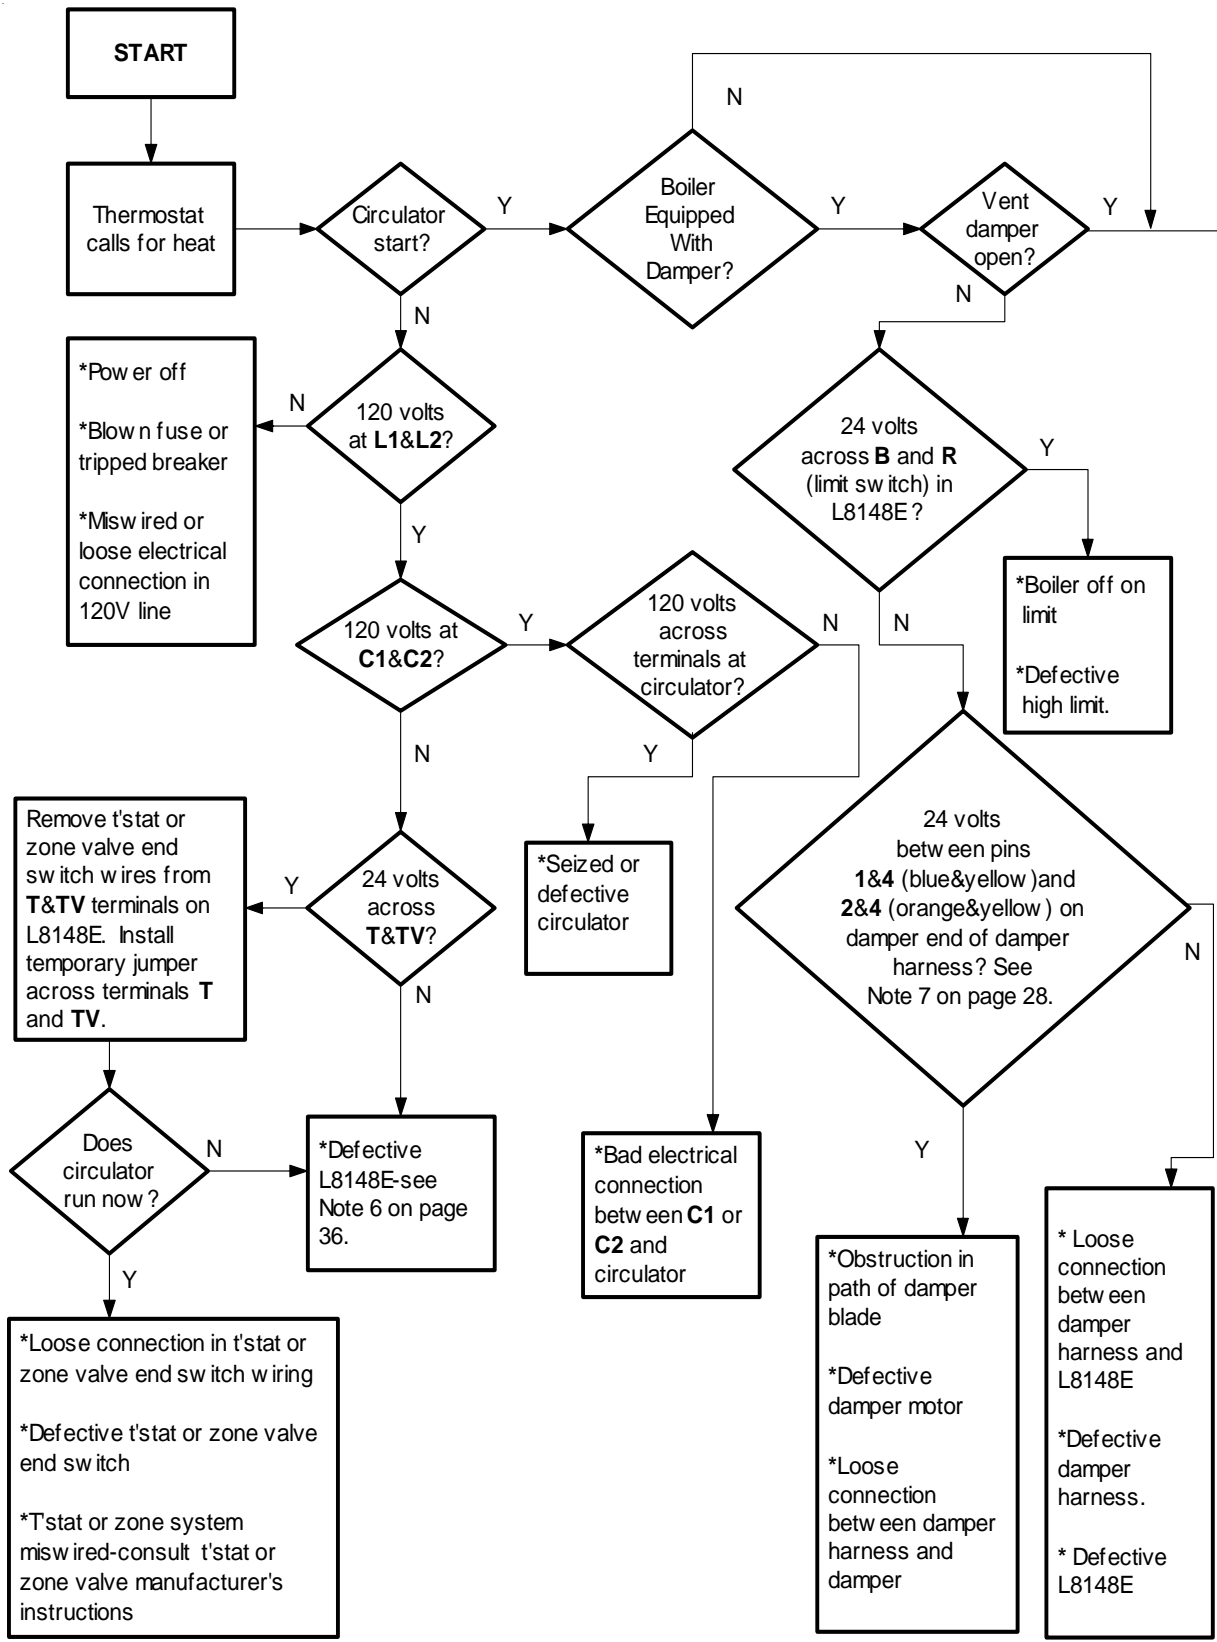 START
Thermostat
calls for heat
Circulator
start?
Y
N
Boiler
Equipped
With
Damper?
N
Y
Vent
damper
open?
Y
N
*Power off
*Blown fuse or
tripped breaker
*Miswired or
loose electrical
connection in
120V line
N
120 volts
at L1&L2?
Y
24 volts
across B and R
(limit switch) in
L8148E?
Y
N
*Boiler off on
limit
*Defective
high limit.
120 volts at
C1&C2?
Y
N
120 volts
across
terminals at
circulator?
N
Y
Remove t'stat or
zone valve end
switch wires from
T&TV terminals on
L8148E. Install
temporary jumper
across terminals T
and TV.
Y
24 volts
across
T&TV?
N
*Seized or
defective
circulator
24 volts
between pins
1&4 (blue&yellow)and
2&4 (orange&yellow) on
damper end of damper
harness? See
Note 7 on page 28.
N
Y
Does
circulator
run now?
N
Y
*Defective
L8148E-see
Note 6 on page
36.
*Bad electrical
connection
between C1 or
C2 and
circulator
*Obstruction in
path of damper
blade
*Defective
damper motor
*Loose
connection
between damper
harness and
damper
* Loose
connection
between
damper
harness and
L8148E
*Defective
damper
harness.
* Defective
L8148E
*Loose connection in t'stat or
zone valve end switch wiring
*Defective t'stat or zone valve
end switch
*T'stat or zone system
miswired-consult t'stat or
zone valve manufacturer's
instructions